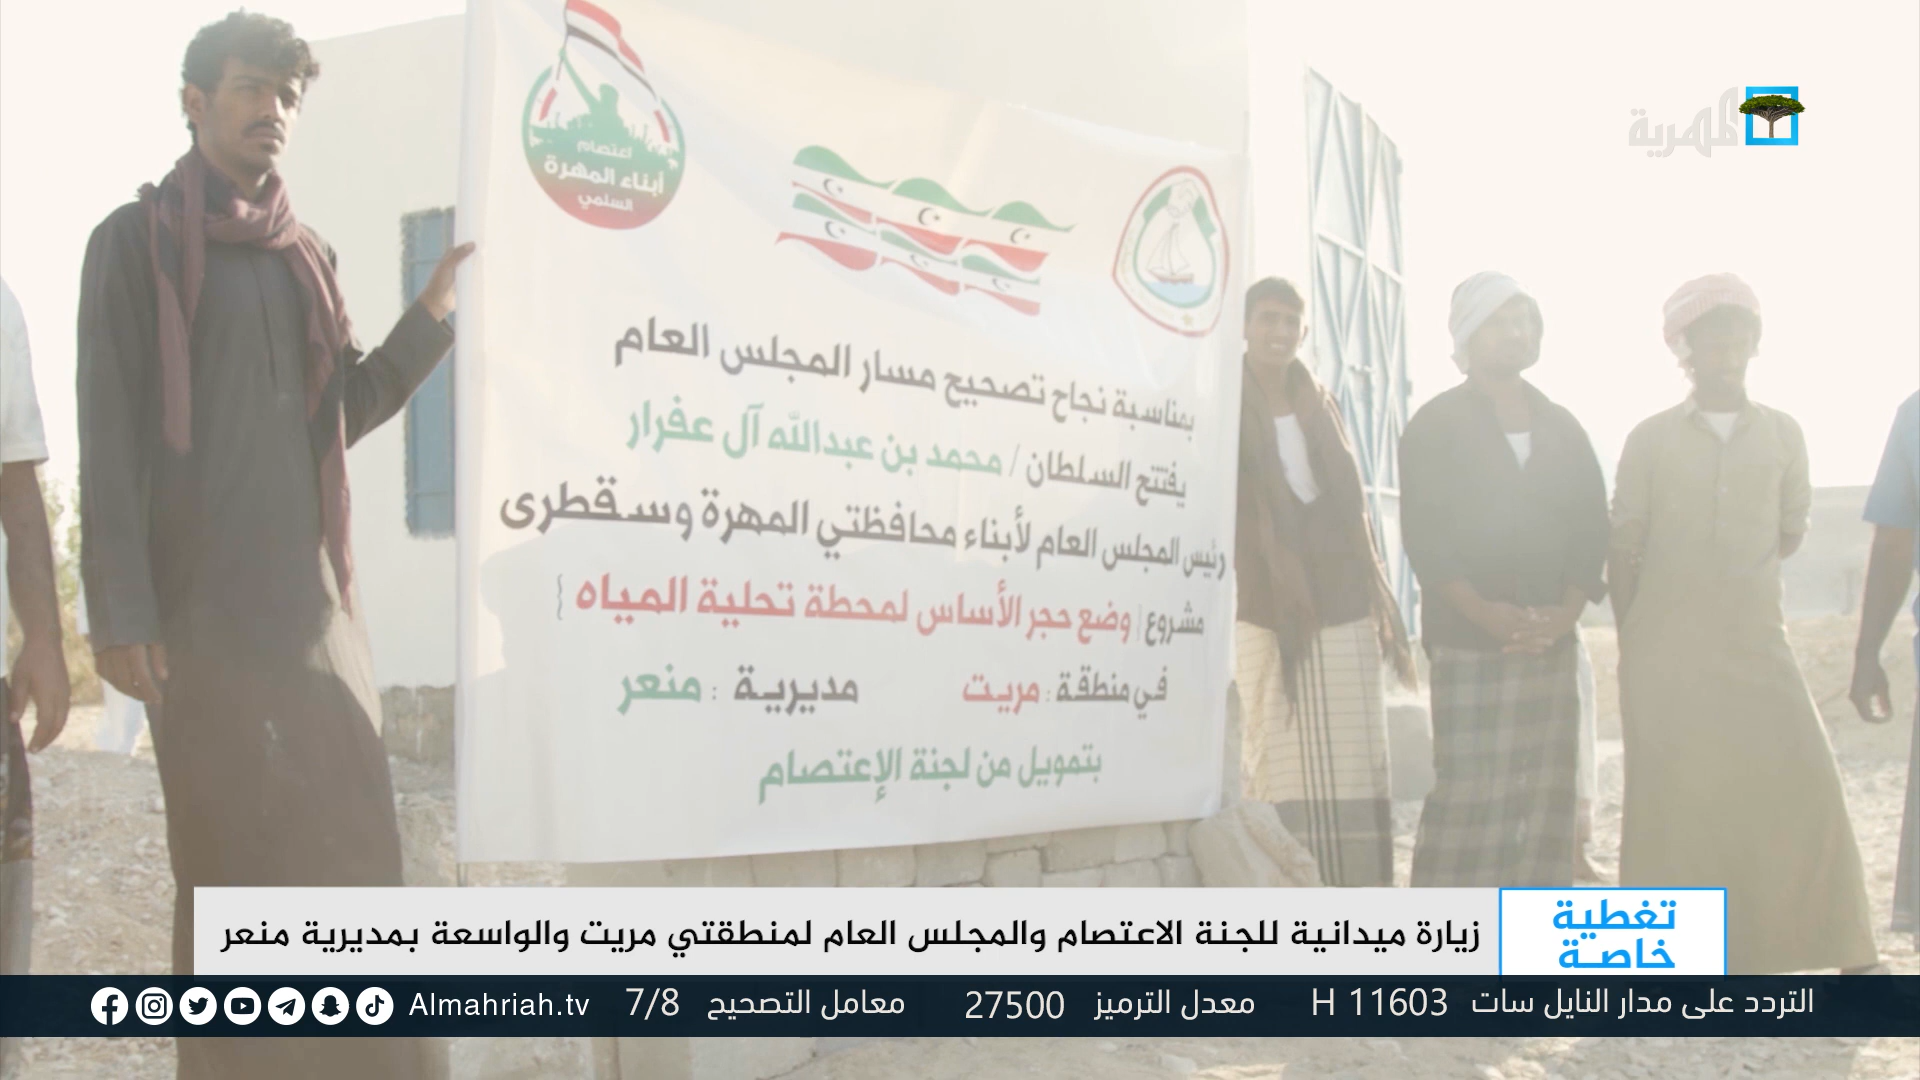 المهرية
اعتصام
أبناء المهرة
السلمي
بمناسبة نجاح تصحيح مسار المجلس العام
يفتتح السلطان / محمد بن عبدالله آل عفرار
رئيس المجلس العام لأبناء محافظتي المهرة وسقطرى
مشروع { وضع حجر الأساس لمحطة تحلية المياه }
في منطقة : مريت مديرية : منعر
بتمويل من لجنة الإعتصام
تغطية
خاصة
زيارة ميدانية للجنة الاعتصام والمجلس العام لمنطقتي مريت والواسعة بمديرية منعر
التردد على مدار النايل سات 11603 H معدل الترميز 27500 معامل التصحيح 7/8 Almahriah.tv